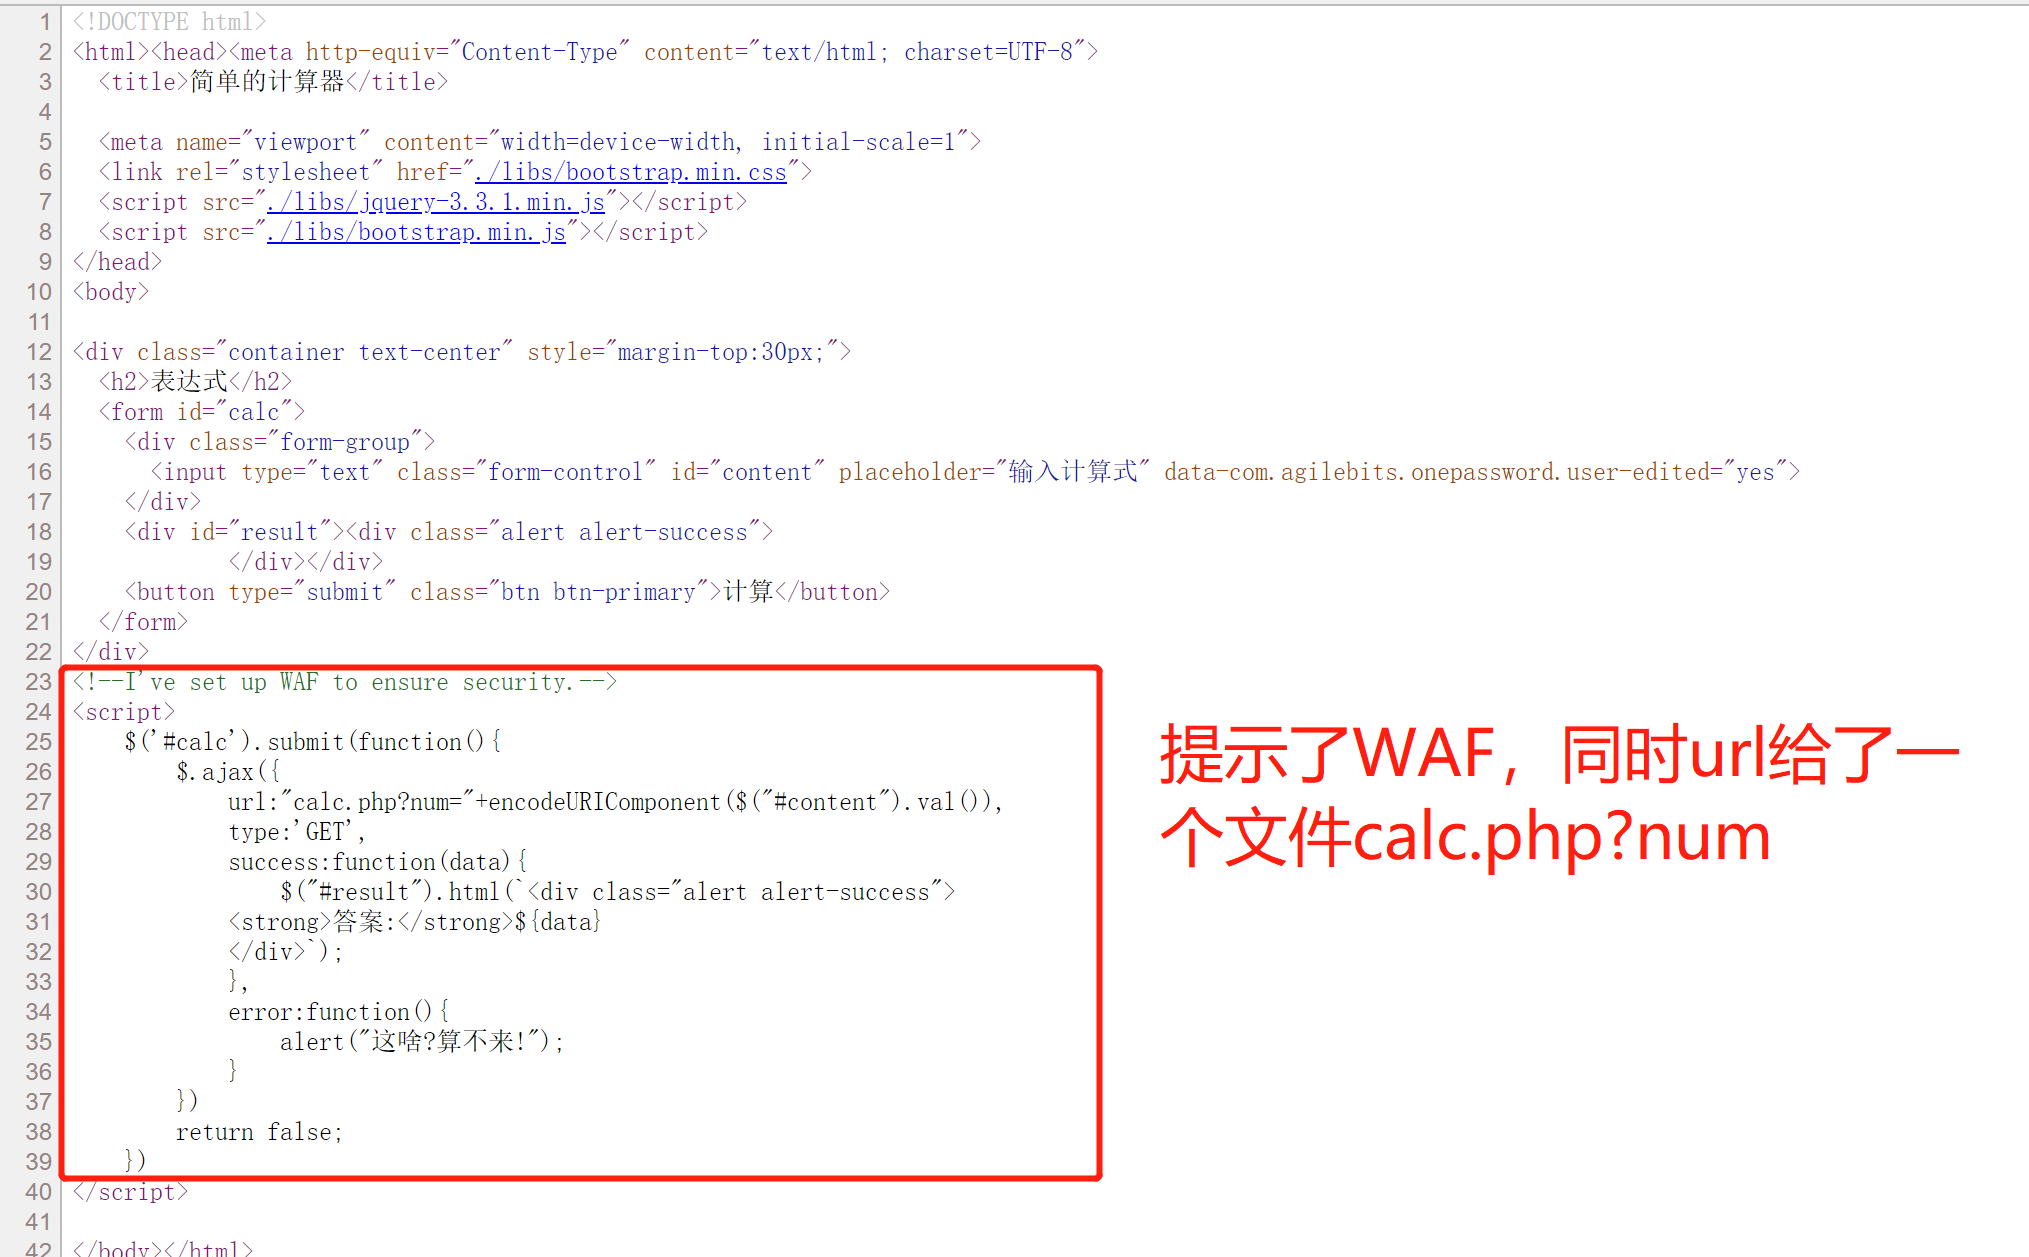 1 <!DOCTYPE html>
2 <html><head><meta http-equiv="Content-Type" content="text/html; charset=UTF-8">
3   <title>简单的计算器</title>
4
5   <meta name="viewport" content="width=device-width, initial-scale=1">
6   <link rel="stylesheet" href="./libs/bootstrap.min.css">
7   <script src="./libs/jquery-3.3.1.min.js"></script>
8   <script src="./libs/bootstrap.min.js"></script>
9 </head>
10 <body>
11
12 <div class="container text-center" style="margin-top:30px;">
13   <h2>表达式</h2>
14   <form id="calc">
15     <div class="form-group">
16       <input type="text" class="form-control" id="content" placeholder="输入计算式" data-com.agilebits.onepassword.user-edited="yes">
17     </div>
18     <div id="result"><div class="alert alert-success">
19             </div></div>
20     <button type="submit" class="btn btn-primary">计算</button>
21   </form>
22 </div>
23 <!--I've set up WAF to ensure security.-->
24 <script>
25     $('#calc').submit(function(){
26         $.ajax({
27             url:"calc.php?num="+encodeURIComponent($("#content").val()),
28             type:'GET',
29             success:function(data){
30                 $("#result").html(`<div class="alert alert-success">
31             <strong>答案:</strong>${data}
32             </div>`);
33             },
34             error:function(){
35                 alert("这啥?算不来!");
36             }
37         })
38         return false;
39     })
40 </script>
41
42 </body></html>
提示了WAF，同时url给了一
个文件calc.php?num